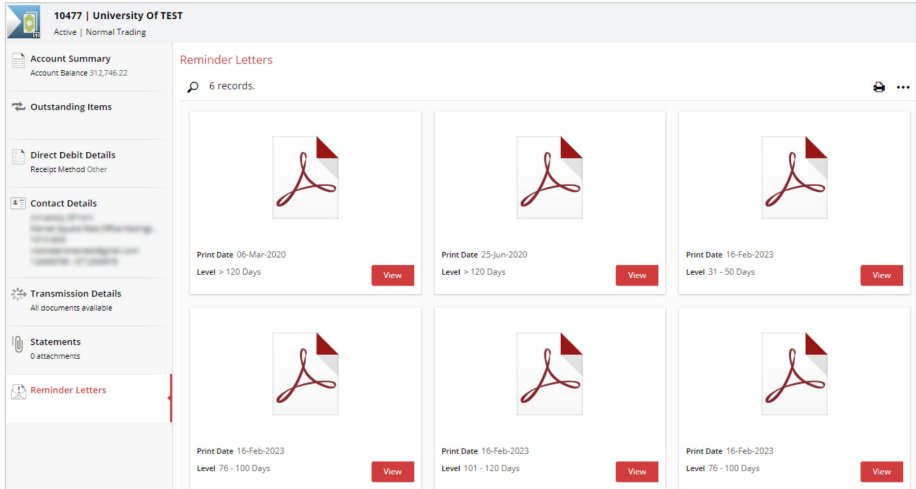 10477 | University Of TEST
Active | Normal Trading
Account Summary
Account Balance 312,746.22
Outstanding Items
Direct Debit Details
Receipt Method Other
Contact Details
Transmission Details
All documents available
Statements
0 attachments
Reminder Letters
Reminder Letters
6 records.
Print Date 06-Mar-2020
Level > 120 Days
View
Print Date 25-Jun-2020
Level > 120 Days
View
Print Date 16-Feb-2023
Level 31 - 50 Days
View
Print Date 16-Feb-2023
Level 76 - 100 Days
View
Print Date 16-Feb-2023
Level 101 - 120 Days
View
Print Date 16-Feb-2023
Level 76 - 100 Days
View